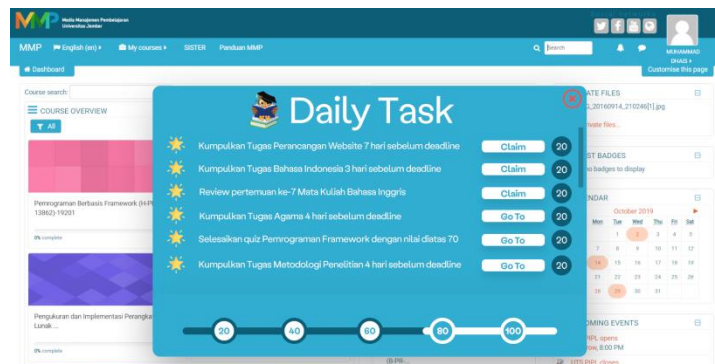 MMP Media Manajemen Pembelajaran
Universitas Jember
MMP English (en) My courses SISTER Panduan MMP Search MUHAMMAD
DHAIS
Dashboard Customise this page
Course search:
COURSE OVERVIEW
All
Pemrograman Berbasis Framework
13862)-19201
0% complete
Pengukuran dan Implementasi
Lunak ...
0% complete
Daily Task
Kumpulkan Tugas Perancangan Website 7 hari sebelum deadline Claim 20
Kumpulkan Tugas Bahasa Indonesia 3 hari sebelum deadline Claim 20
Review pertemuan ke-7 Mata Kuliah Bahasa Inggris Claim 20
Kumpulkan Tugas Agama 4 hari sebelum deadline Go To 20
Selesaikan quiz Pemrograman Framework dengan nilai diatas 70 Go To 20
Kumpulkan Tugas Metodologi Penelitian 4 hari sebelum deadline Go To 20
20 40 60 80 100
ATE FILES
_20160914_210246[1].jpg
files...
ST BADGES
badges to display
NDAR
October 2019
Mon Tue Wed Thu Fri Sat
1 2 3 4 5
7 8 9 10 11 12
14 15 16 17 18 19
21 22 23 24 25 26
28 29 30 31
OMING EVENTS
PIPL opens
8:00 PM
UTS PIPL closes